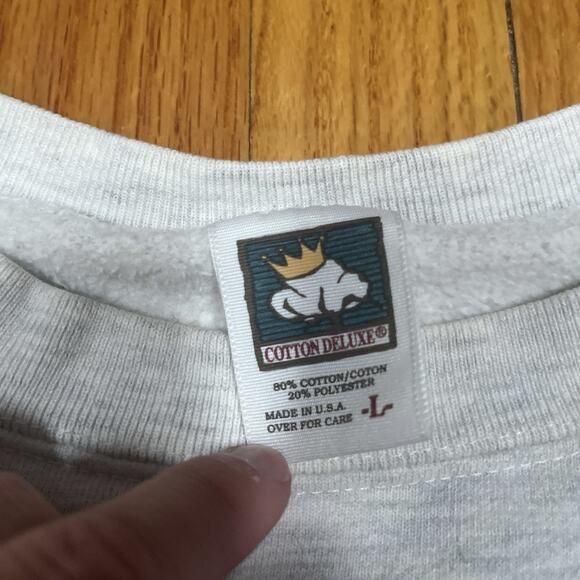 COTTON DELUXE®
80% COTTON/COTON
20% POLYESTER
MADE IN U.S.A.
OVER FOR CARE
-L-